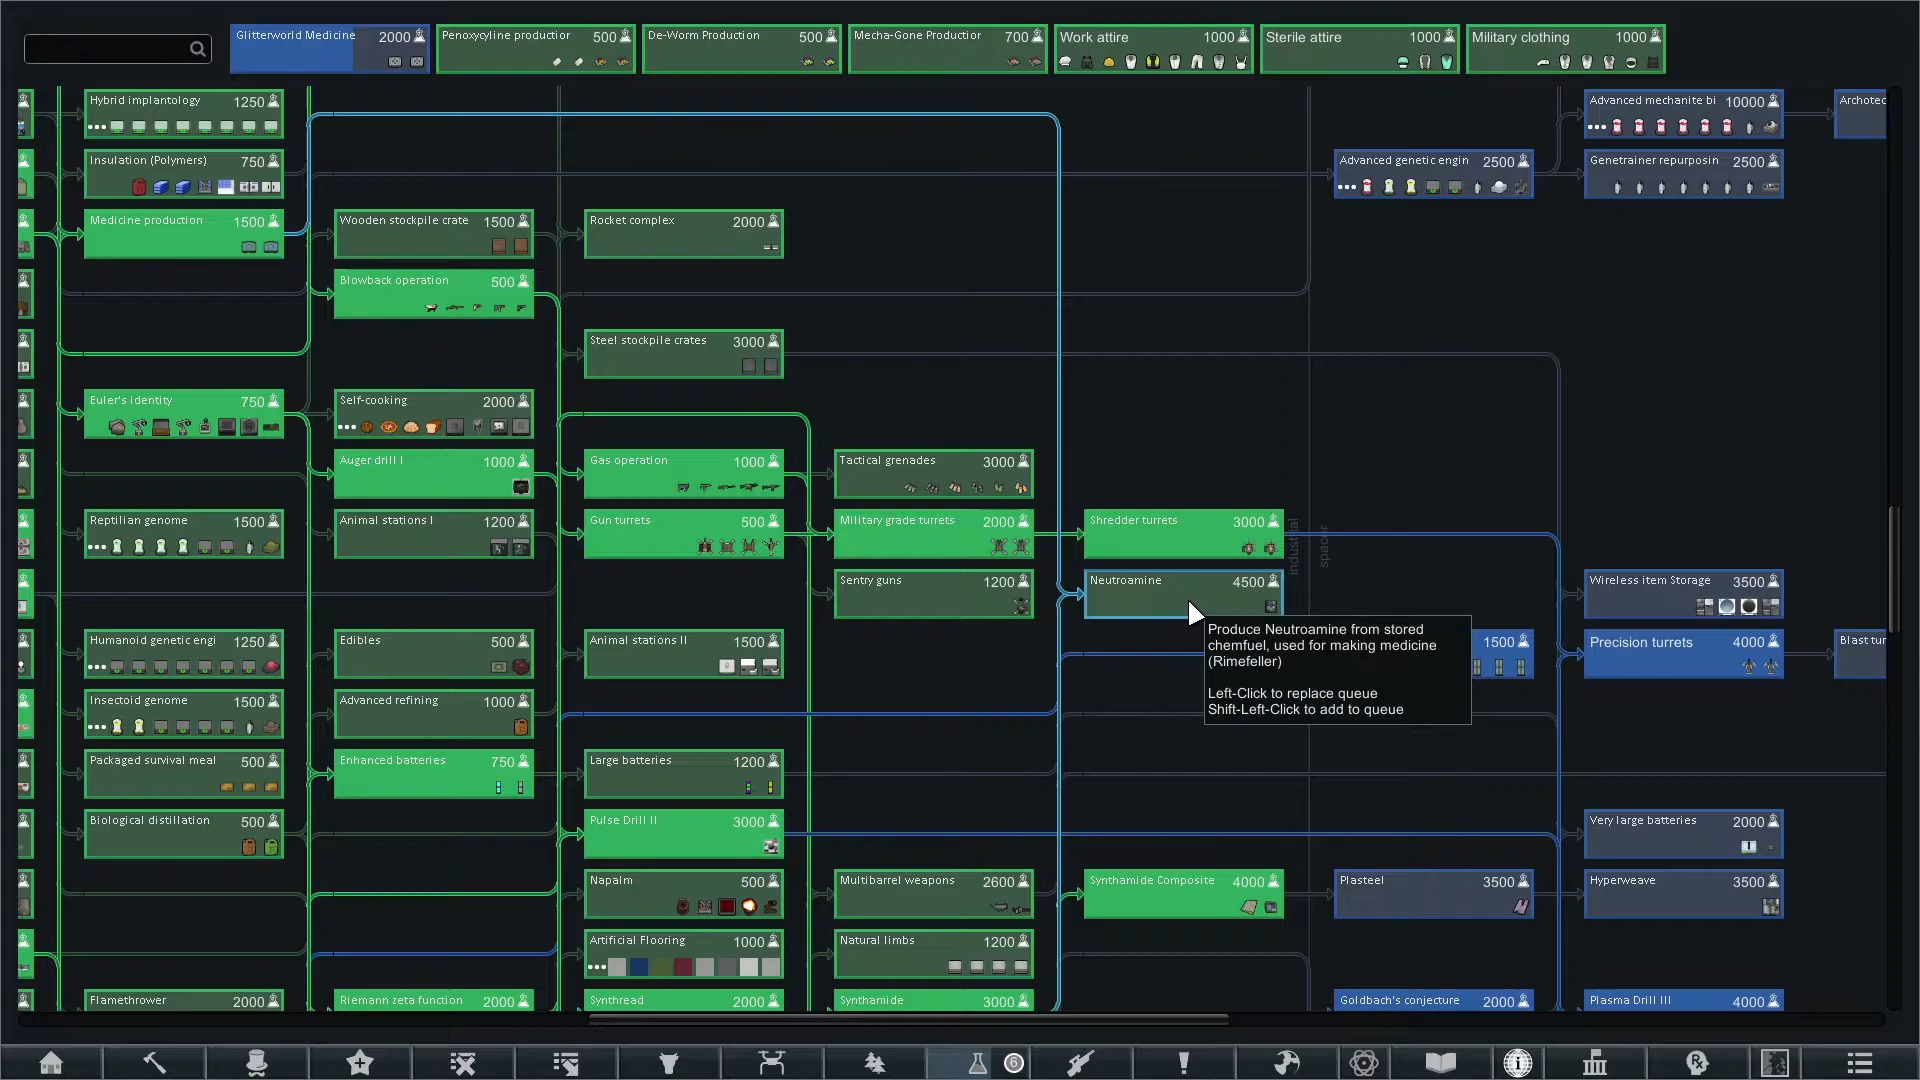 Glitterworld Medicine 2000
Penoxycyline productior 500
De-Worm Production 500
Mecha-Gone Productior 700
Work attire 1000
Sterile attire 1000
Military clothing 1000
Hybrid implantology 1250
Advanced mechanite bi 10000
Archotec
Insulation (Polymers) 750
Advanced genetic engin 2500
Genetrainer repurposin 2500
Medicine production 1500
Wooden stockpile crate 1500
Rocket complex 2000
Blowback operation 500
Steel stockpile crates 3000
Euler's identity 750
Self-cooking 2000
Auger drill I 1000
Gas operation 1000
Tactical grenades 3000
Reptilian genome 1500
Animal stations I 1200
Gun turrets 500
Military grade turrets 2000
Shredder turrets 3000
industrial
spacer
Sentry guns 1200
Neutroamine 4500
Wireless item Storage 3500
Produce Neutroamine from stored
chemfuel, used for making medicine
(Rimefeller)
Left-Click to replace queue
Shift-Left-Click to add to queue
Humanoid genetic engi 1250
Edibles 500
Animal stations II 1500
1500
Precision turrets 4000
Blast tur
Insectoid genome 1500
Advanced refining 1000
Packaged survival meal 500
Enhanced batteries 750
Large batteries 1200
Biological distillation 500
Pulse Drill II 3000
Very large batteries 2000
Napalm 500
Multibarrel weapons 2600
Synthamide Composite 4000
Plasteel 3500
Hyperweave 3500
Artificial Flooring 1000
Natural limbs 1200
Flamethrower 2000
Riemann zeta function 2000
Synthread 2000
Synthamide 3000
Goldbach's conjecture 2000
Plasma Drill III 4000
6